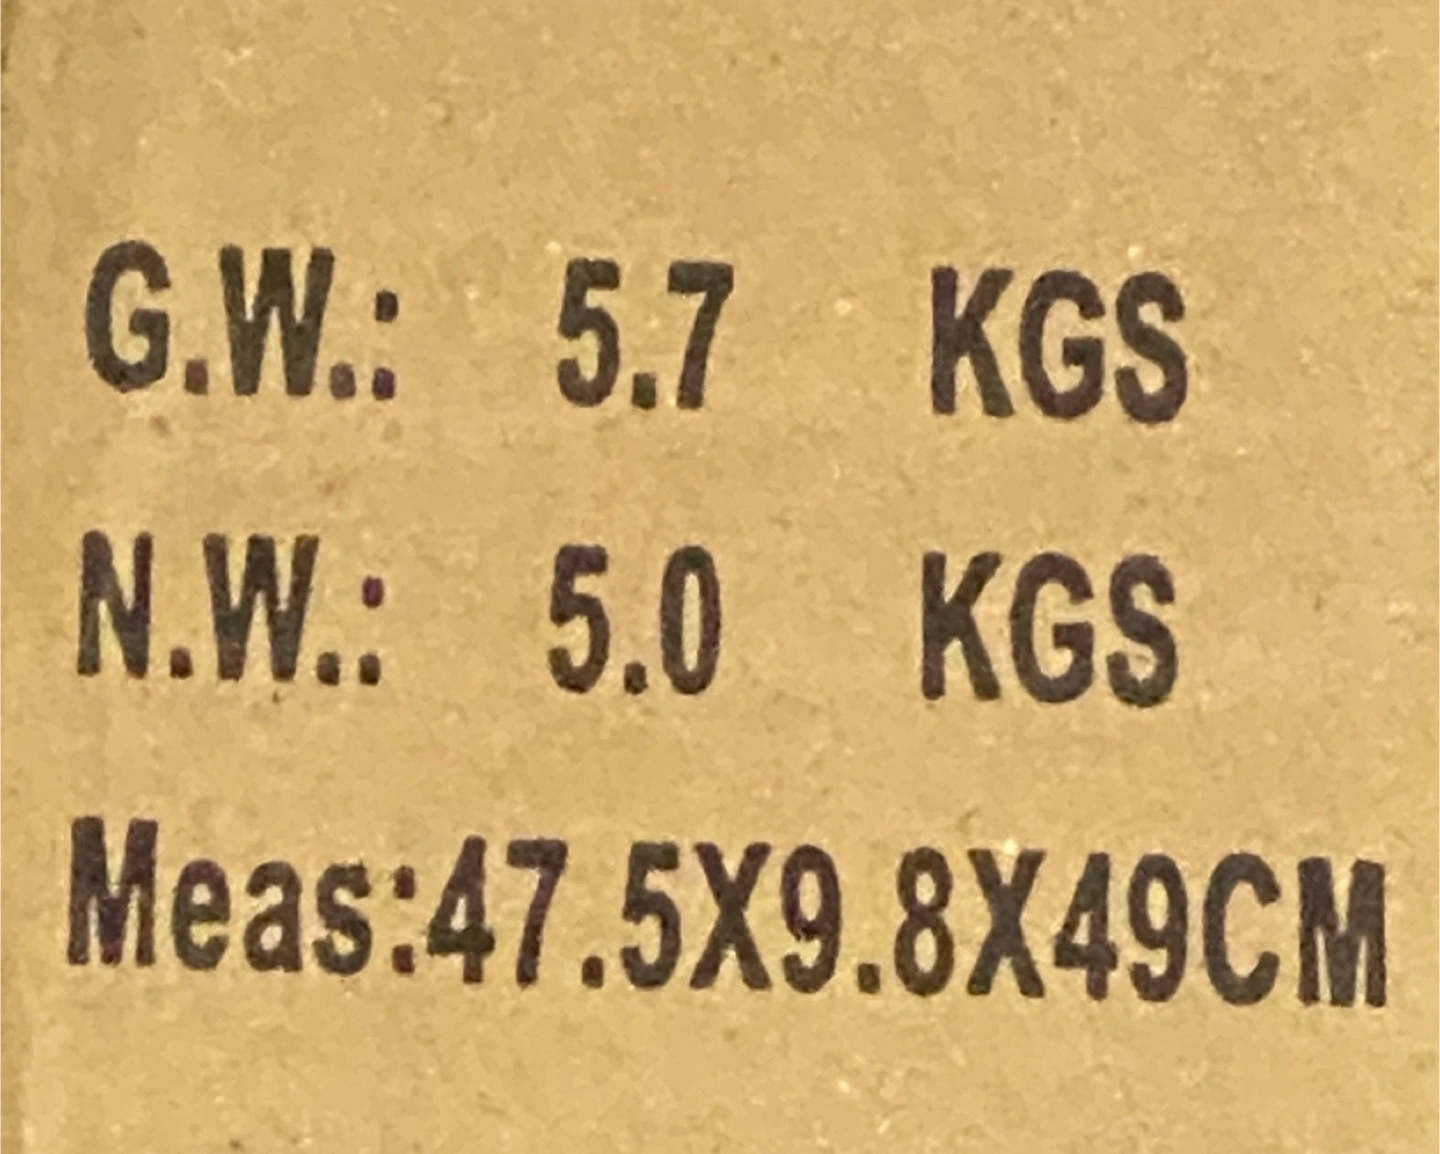 G.W.: 5.7 KGS
N.W.: 5.0 KGS
Meas:47.5X9.8X49CM